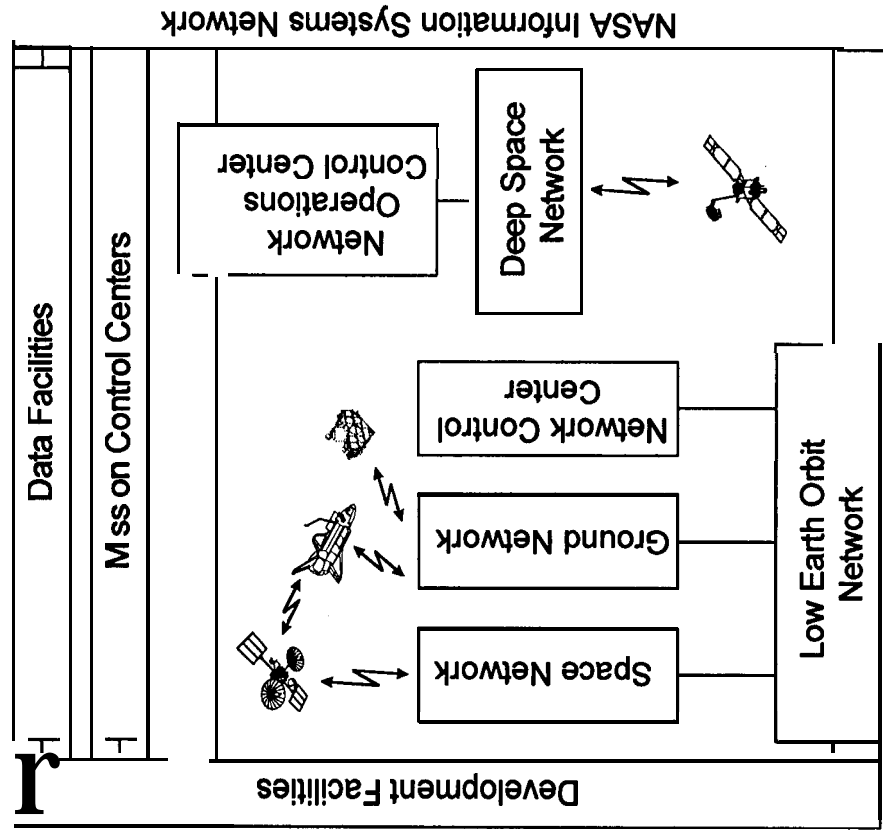 Development Facilities
Low Earth Orbit
Network
Space Network
Ground Network
Network Control
Center
Deep Space
Network
Network
Operations
Control Center
M ss on Control Centers
Data Facilities
NASA Information Systems Network
r